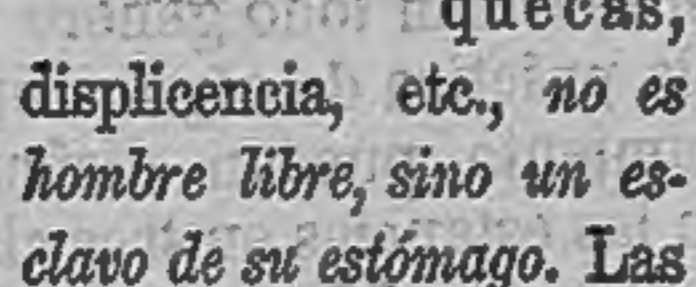 quecas,
displicencia, etc., no es
hombre libre, sino un es-
clavo de su estómago. Las